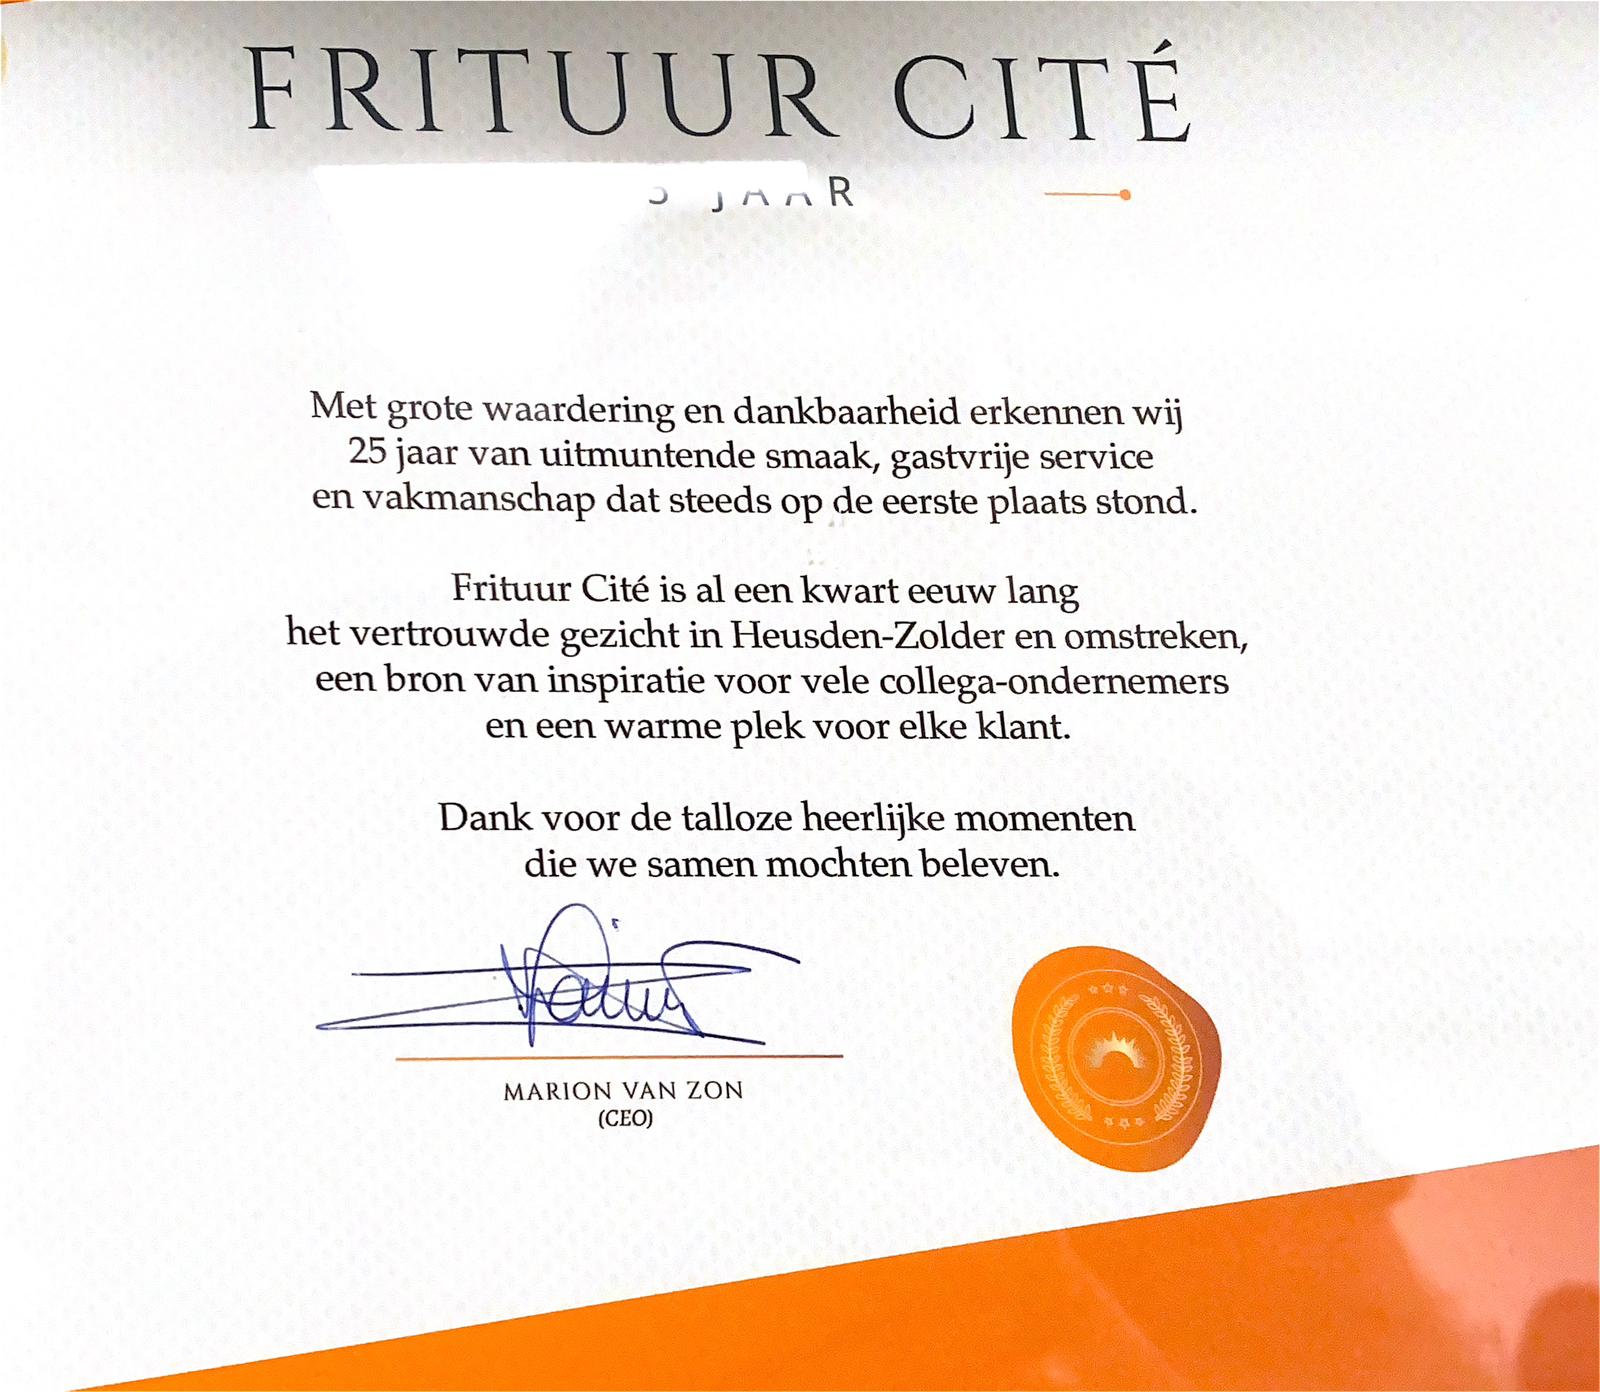 FRITUUR CITÉ
JAAR
Met grote waardering en dankbaarheid erkennen wij
25 jaar van uitmuntende smaak, gastvrije service
en vakmanschap dat steeds op de eerste plaats stond.
Frituur Cité is al een kwart eeuw lang
het vertrouwde gezicht in Heusden-Zolder en omstreken,
een bron van inspiratie voor vele collega-ondernemers
en een warme plek voor elke klant.
Dank voor de talloze heerlijke momenten
die we samen mochten beleven.
MARION VAN ZON
(CEO)